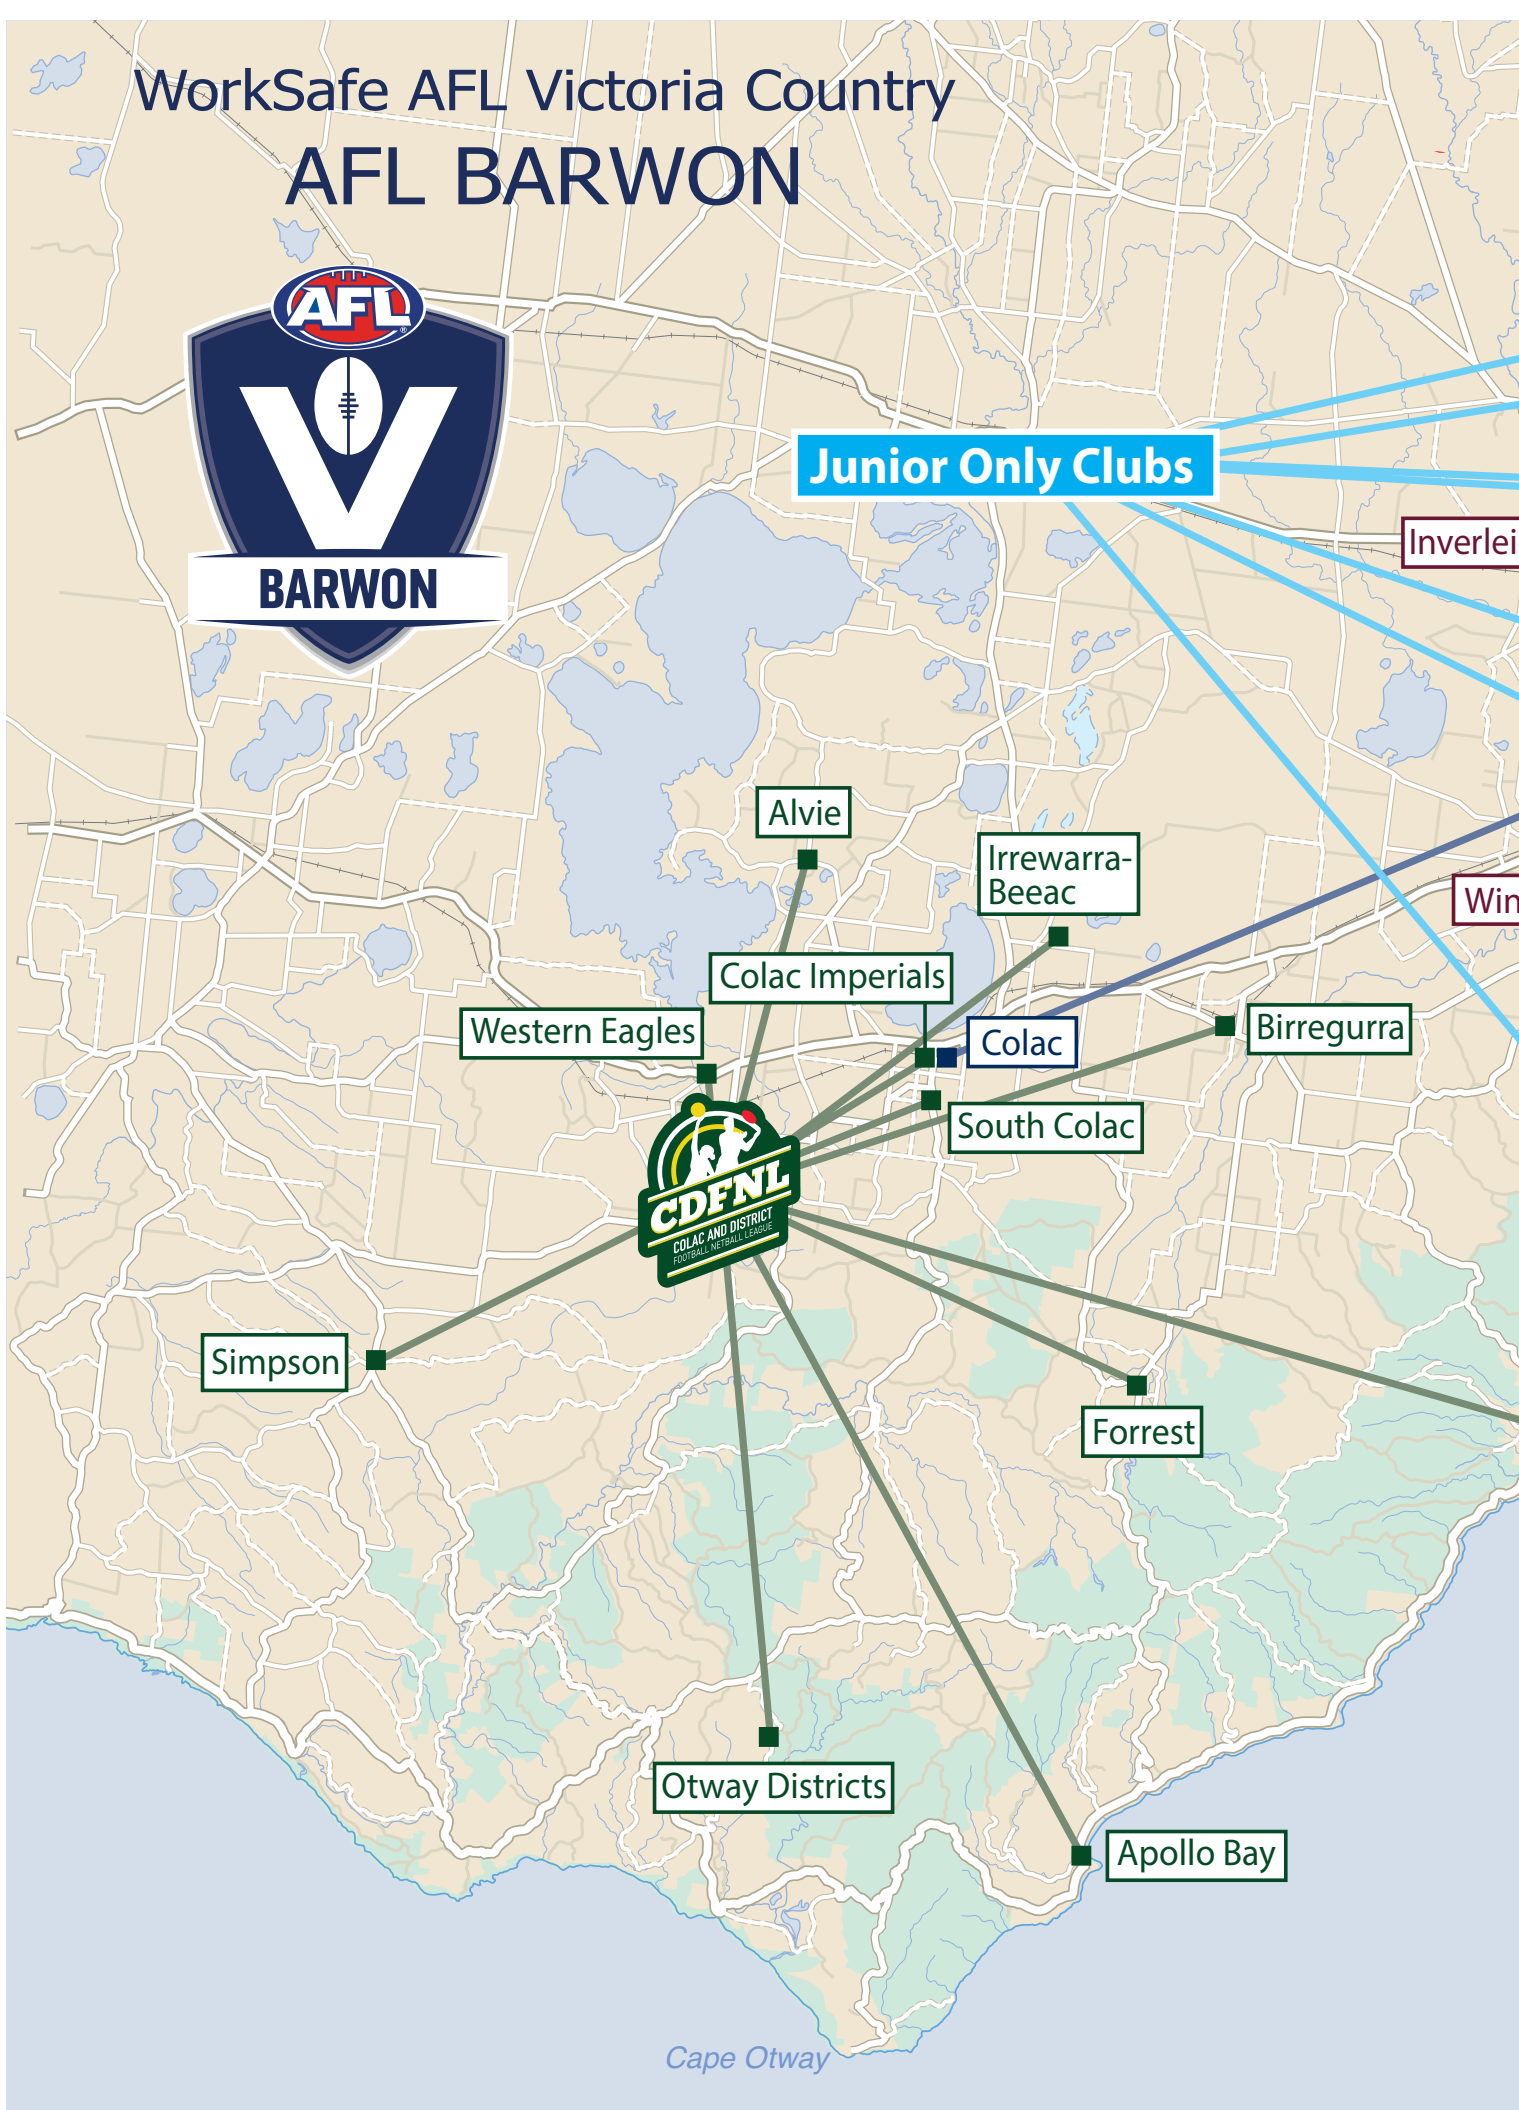 WorkSafe AFL Victoria Country
AFL BARWON
AFL
®
V
BARWON
Junior Only Clubs
Inverlei
Alvie
Irrewarra-
Beeac
Win
Colac Imperials
Western Eagles
Colac
Birregurra
South Colac
CDFNL
COLAC AND DISTRICT
FOOTBALL NETBALL LEAGUE
Simpson
Forrest
Otway Districts
Apollo Bay
Cape Otway